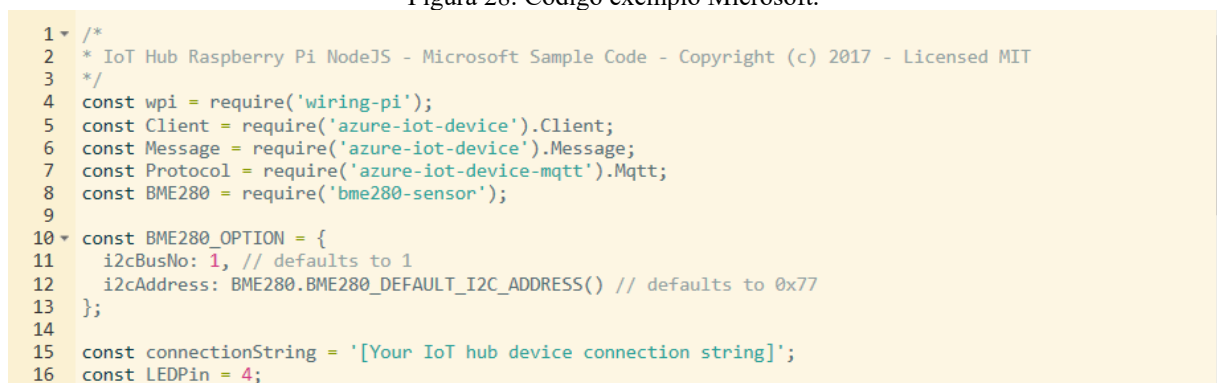 Figura 28: Código exemplo Microsoft.
1 /*
2 * IoT Hub Raspberry Pi NodeJS - Microsoft Sample Code - Copyright (c) 2017 - Licensed MIT
3 */
4 const wpi = require('wiring-pi');
5 const Client = require('azure-iot-device').Client;
6 const Message = require('azure-iot-device').Message;
7 const Protocol = require('azure-iot-device-mqtt').Mqtt;
8 const BME280 = require('bme280-sensor');
9
10 const BME280_OPTION = {
11   i2cBusNo: 1, // defaults to 1
12   i2cAddress: BME280.BME280_DEFAULT_I2C_ADDRESS() // defaults to 0x77
13 };
14
15 const connectionString = '[Your IoT hub device connection string]';
16 const LEDPin = 4;